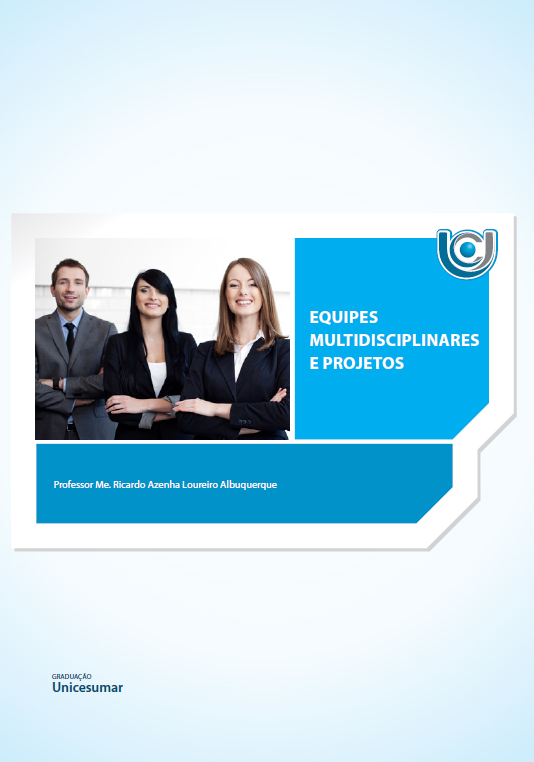 EQUIPES
MULTIDISCIPLINARES
E PROJETOS
Professor Me. Ricardo Azenha Loureiro Albuquerque
GRADUAÇÃO
Unicesumar